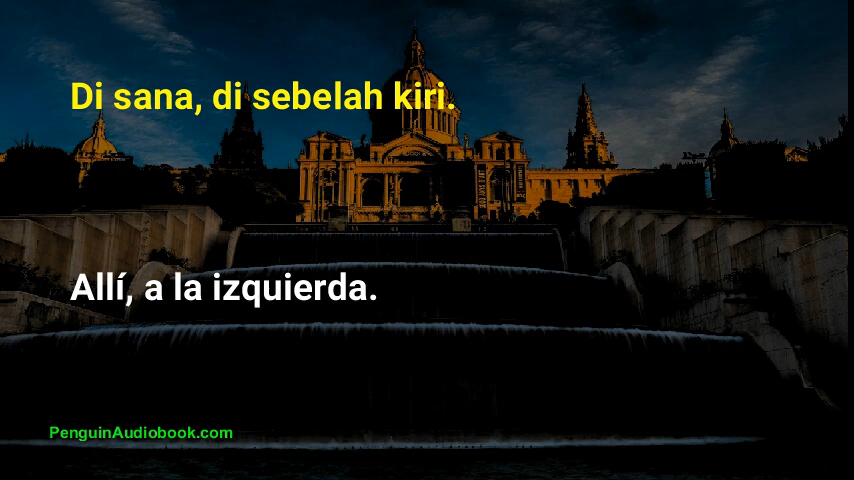 Di sana, di sebelah kiri.
Allí, a la izquierda.
PenguinAudiobook.com